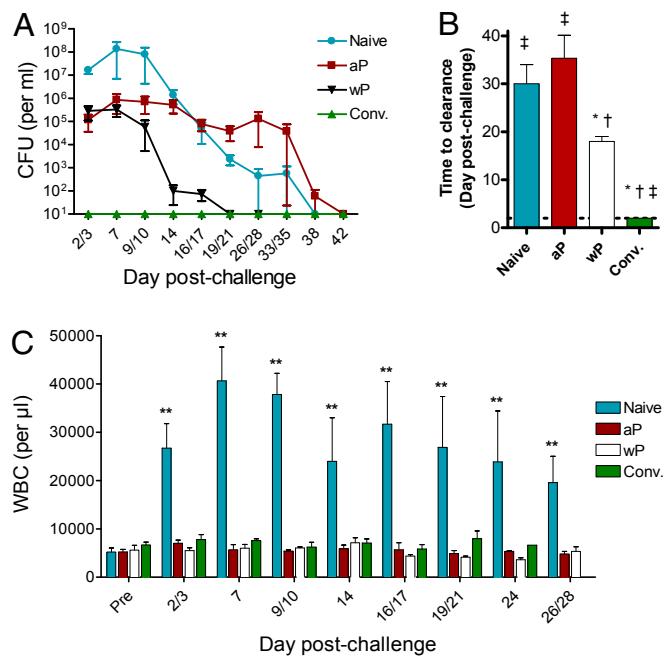 A
CFU (per ml)
10⁹
10⁸
10⁷
10⁶
10⁵
10⁴
10³
10²
10¹
2/3
7
9/10
14
16/17
19/21
26/28
33/35
38
42
Day post-challenge
Naive
aP
wP
Conv.
B
Time to clearance
(Day post-challenge)
40
30
20
10
0
‡
‡
* †
* † ‡
Naive
aP
wP
Conv.
C
WBC (per µl)
50000
40000
30000
20000
10000
0
**
**
**
**
**
**
**
**
Pre
2/3
7
9/10
14
16/17
19/21
24
26/28
Day post-challenge
Naive
aP
wP
Conv.